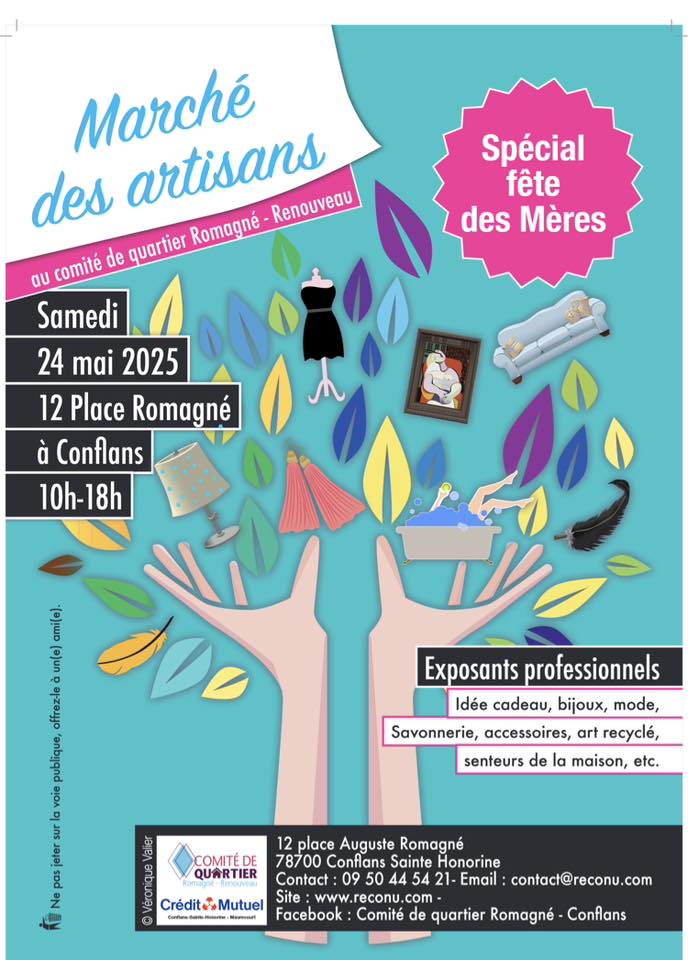 Marché
des artisans
au comité de quartier Romagné - Renouveau
Spécial
fête
des Mères
Samedi
24 mai 2025
12 Place Romagné
à Conflans
10h-18h
Exposants professionnels
Idée cadeau, bijoux, mode,
Savonnerie, accessoires, art recyclé,
senteurs de la maison, etc.
Ne pas jeter sur la voie publique, offrez-le à un(e) ami(e).
© Véronique Valier
COMITÉ DE
QUARTIER
Romagné - Renouveau
Crédit Mutuel
Conflans-Sainte-Honorine - Maurecourt
12 place Auguste Romagné
78700 Conflans Sainte Honorine
Contact : 09 50 44 54 21- Email : contact@reconu.com
Site : www.reconu.com -
Facebook : Comité de quartier Romagné - Conflans